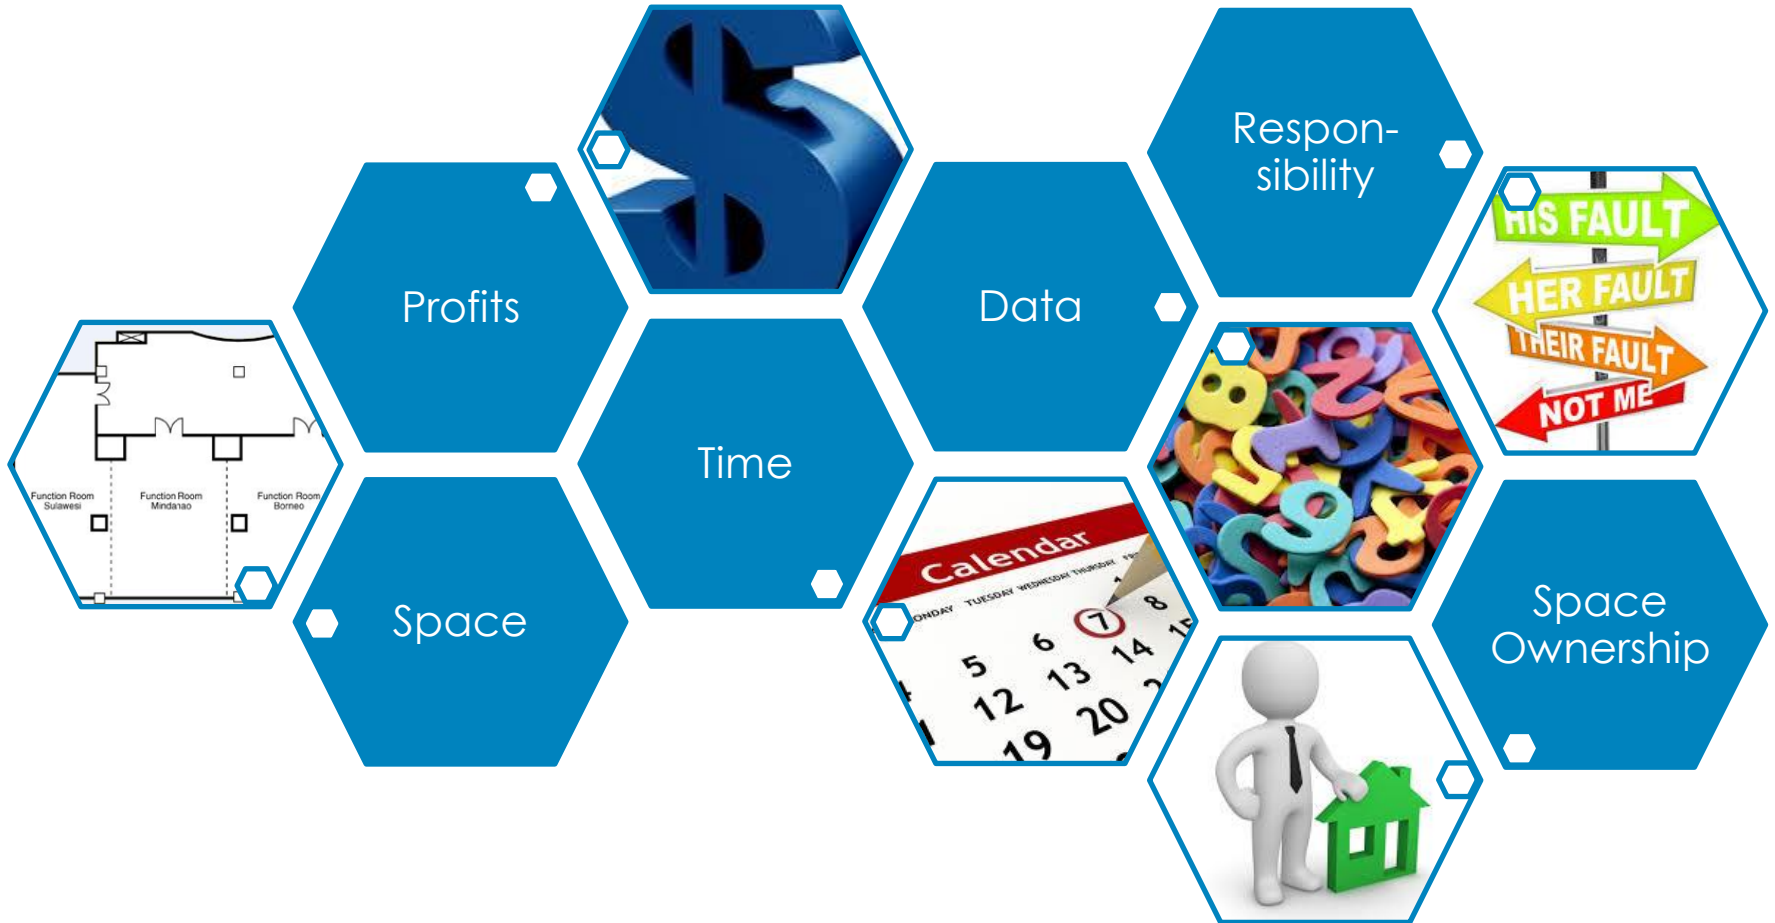 Profits
Space
Time
Data
Respon-
sibility
Space
Ownership
Function Room
Sulawesi
Function Room
Mindanao
Function Room
Borneo
$
HIS FAULT
HER FAULT
THEIR FAULT
NOT ME
Calendar
TUESDAY WEDNESDAY THURSDAY
5 6 7 8
12 13 14
19 20